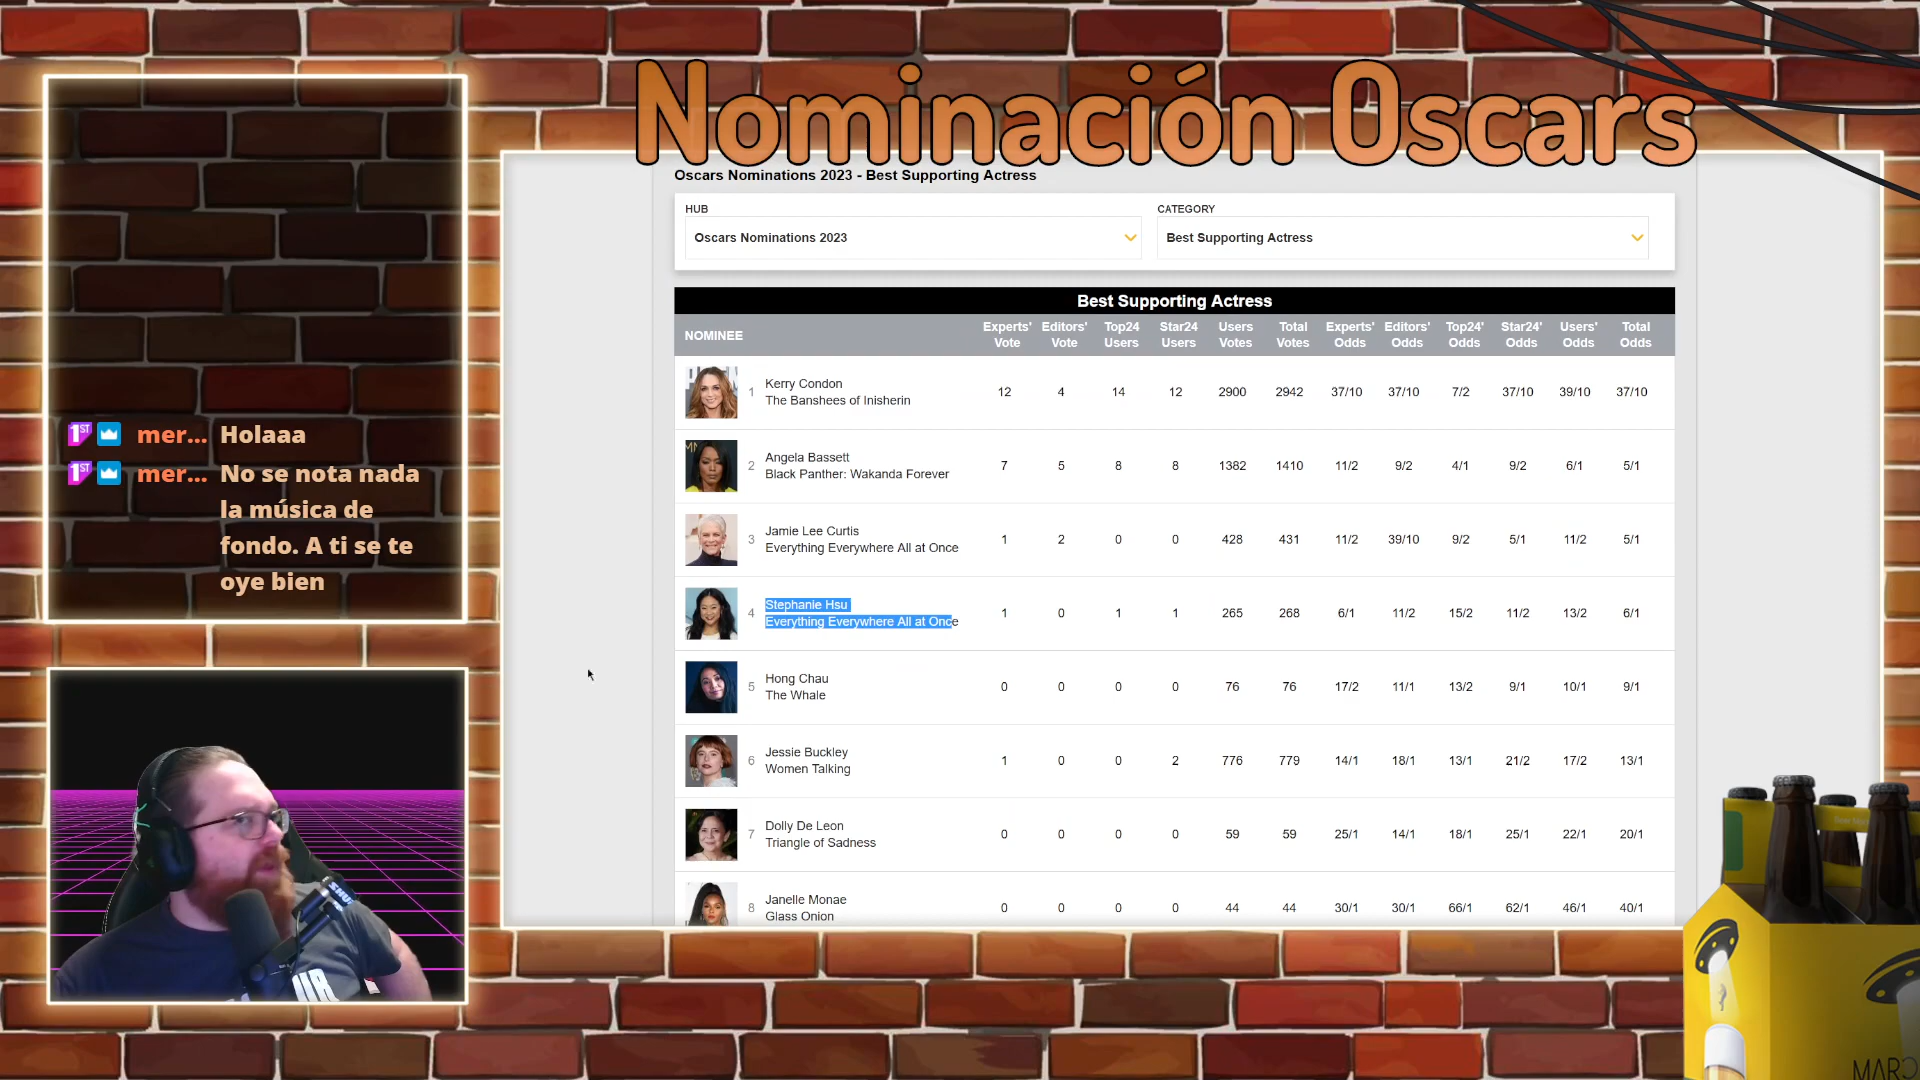 Nominación Oscars
Oscars Nominations 2023 - Best Supporting Actress
HUB
Oscars Nominations 2023
CATEGORY
Best Supporting Actress
Best Supporting Actress
NOMINEE Experts' Vote Editors' Vote Top24 Users Star24 Users Users Votes Total Votes Experts' Odds Editors' Odds Top24' Odds Star24' Odds Users' Odds Total Odds
1 Kerry Condon
The Banshees of Inisherin
12 4 14 12 2900 2942 37/10 37/10 7/2 37/10 39/10 37/10
2 Angela Bassett
Black Panther: Wakanda Forever
7 5 8 8 1382 1410 11/2 9/2 4/1 9/2 6/1 5/1
3 Jamie Lee Curtis
Everything Everywhere All at Once
1 2 0 0 428 431 11/2 39/10 9/2 5/1 11/2 5/1
4 Stephanie Hsu
Everything Everywhere All at Once
1 0 1 1 265 268 6/1 11/2 15/2 11/2 13/2 6/1
5 Hong Chau
The Whale
0 0 0 0 76 76 17/2 11/1 13/2 9/1 10/1 9/1
6 Jessie Buckley
Women Talking
1 0 0 2 776 779 14/1 18/1 13/1 21/2 17/2 13/1
7 Dolly De Leon
Triangle of Sadness
0 0 0 0 59 59 25/1 14/1 18/1 25/1 22/1 20/1
8 Janelle Monae
Glass Onion
0 0 0 0 44 44 30/1 30/1 66/1 62/1 46/1 40/1
1ST mer... Holaaa
1ST mer... No se nota nada
la música de
fondo. A ti se te
oye bien